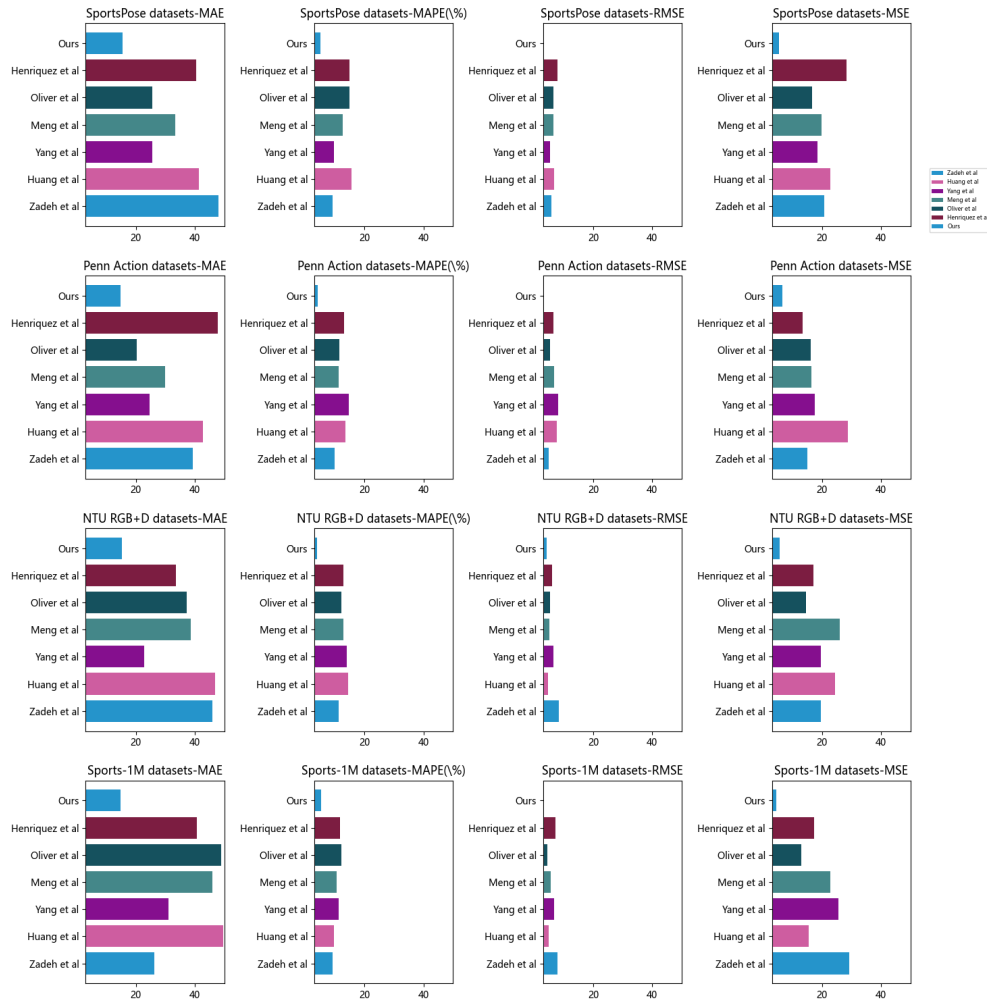 SportsPose datasets-MAE
Ours
Henriquez et al
Oliver et al
Meng et al
Yang et al
Huang et al
Zadeh et al
20 40
SportsPose datasets-MAPE(\%)
Ours
Henriquez et al
Oliver et al
Meng et al
Yang et al
Huang et al
Zadeh et al
20 40
SportsPose datasets-RMSE
Ours
Henriquez et al
Oliver et al
Meng et al
Yang et al
Huang et al
Zadeh et al
20 40
SportsPose datasets-MSE
Ours
Henriquez et al
Oliver et al
Meng et al
Yang et al
Huang et al
Zadeh et al
20 40
Zadeh et al
Huang et al
Yang et al
Meng et al
Oliver et al
Henriquez et al
Ours
Penn Action datasets-MAE
Ours
Henriquez et al
Oliver et al
Meng et al
Yang et al
Huang et al
Zadeh et al
20 40
Penn Action datasets-MAPE(\%)
Ours
Henriquez et al
Oliver et al
Meng et al
Yang et al
Huang et al
Zadeh et al
20 40
Penn Action datasets-RMSE
Ours
Henriquez et al
Oliver et al
Meng et al
Yang et al
Huang et al
Zadeh et al
20 40
Penn Action datasets-MSE
Ours
Henriquez et al
Oliver et al
Meng et al
Yang et al
Huang et al
Zadeh et al
20 40
NTU RGB+D datasets-MAE
Ours
Henriquez et al
Oliver et al
Meng et al
Yang et al
Huang et al
Zadeh et al
20 40
NTU RGB+D datasets-MAPE(\%)
Ours
Henriquez et al
Oliver et al
Meng et al
Yang et al
Huang et al
Zadeh et al
20 40
NTU RGB+D datasets-RMSE
Ours
Henriquez et al
Oliver et al
Meng et al
Yang et al
Huang et al
Zadeh et al
20 40
NTU RGB+D datasets-MSE
Ours
Henriquez et al
Oliver et al
Meng et al
Yang et al
Huang et al
Zadeh et al
20 40
Sports-1M datasets-MAE
Ours
Henriquez et al
Oliver et al
Meng et al
Yang et al
Huang et al
Zadeh et al
20 40
Sports-1M datasets-MAPE(\%)
Ours
Henriquez et al
Oliver et al
Meng et al
Yang et al
Huang et al
Zadeh et al
20 40
Sports-1M datasets-RMSE
Ours
Henriquez et al
Oliver et al
Meng et al
Yang et al
Huang et al
Zadeh et al
20 40
Sports-1M datasets-MSE
Ours
Henriquez et al
Oliver et al
Meng et al
Yang et al
Huang et al
Zadeh et al
20 40